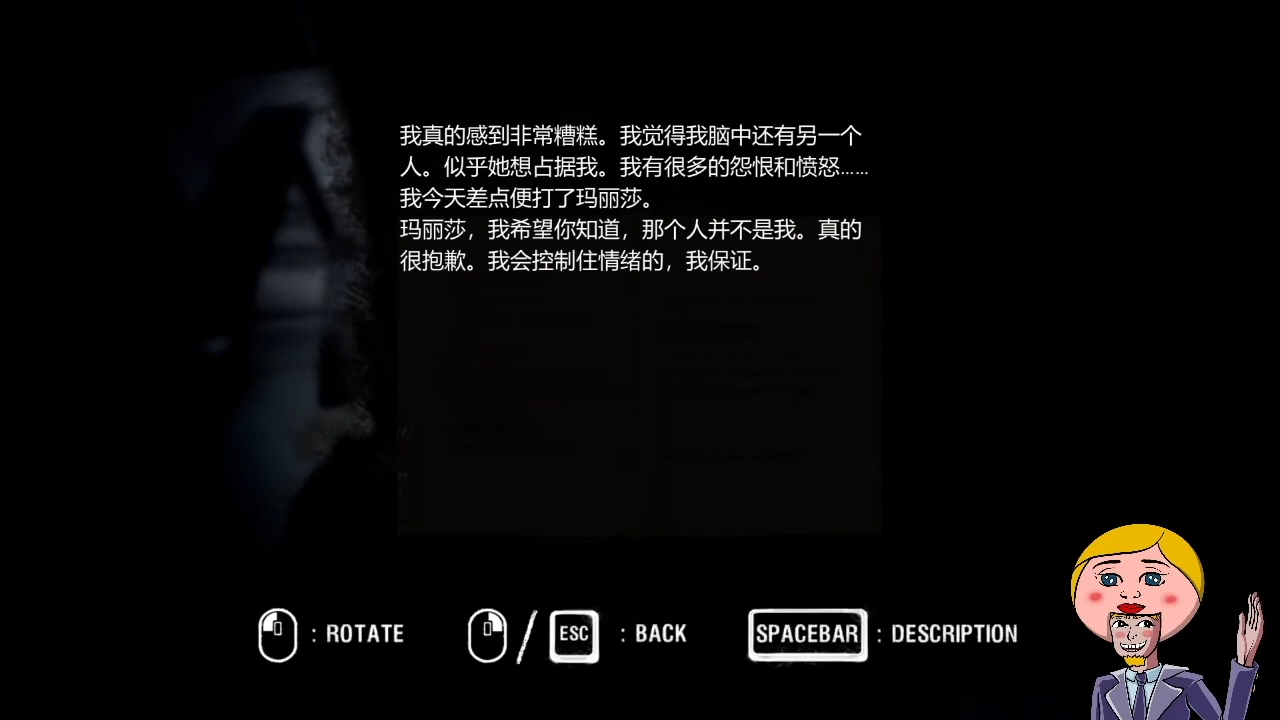 我真的感到非常糟糕。我觉得我脑中还有另一个
人。似乎她想占据我。我有很多的怨恨和愤怒……
我今天差点便打了玛丽莎。
玛丽莎，我希望你知道，那个人并不是我。真的
很抱歉。我会控制住情绪的，我保证。
: ROTATE
/ ESC : BACK
SPACEBAR : DESCRIPTION